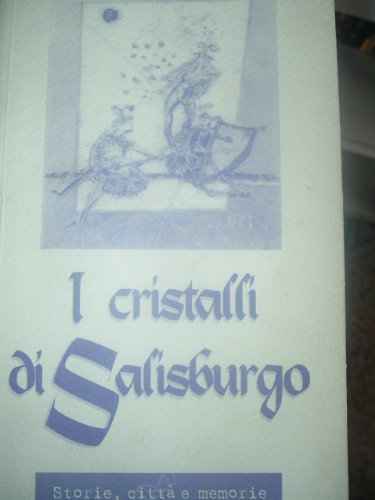 I cristalli
di Salisburgo
Storie, città e memorie